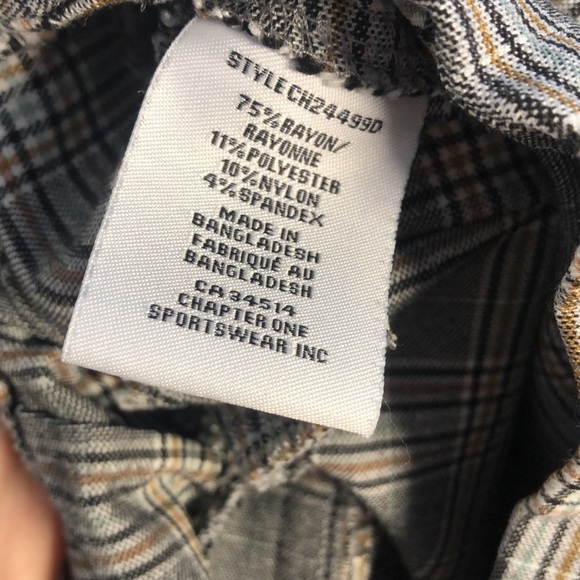 STYLE CH24499D
75%RAYON/
RAYONNE
11%POLYESTER
10%NYLON
4%SPANDEX
MADE IN
BANGLADESH
FABRIQUÉ AU
BANGLADESH
CA 34514
CHAPTER ONE
SPORTSWEAR INC